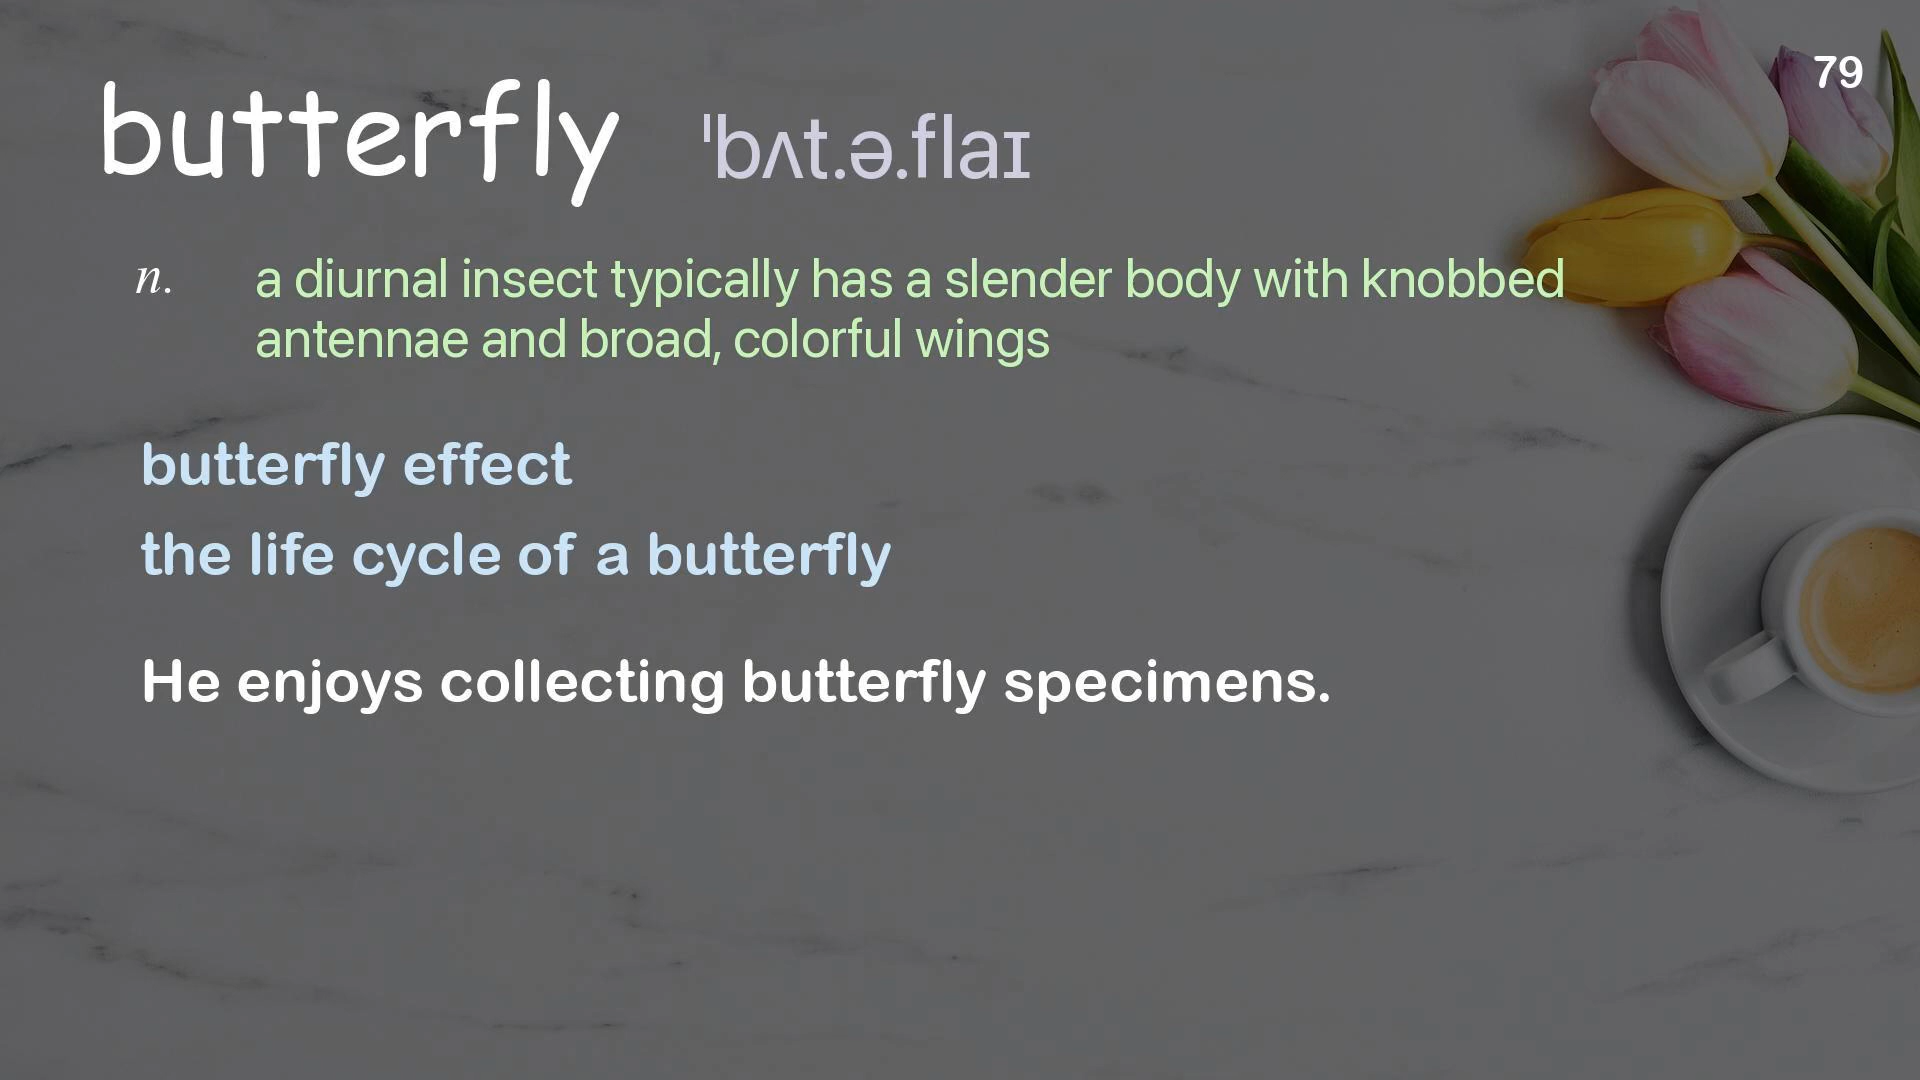 79
butterfly ˈbʌt.ə.flaɪ
n. a diurnal insect typically has a slender body with knobbed
antennae and broad, colorful wings
butterfly effect
the life cycle of a butterfly
He enjoys collecting butterfly specimens.